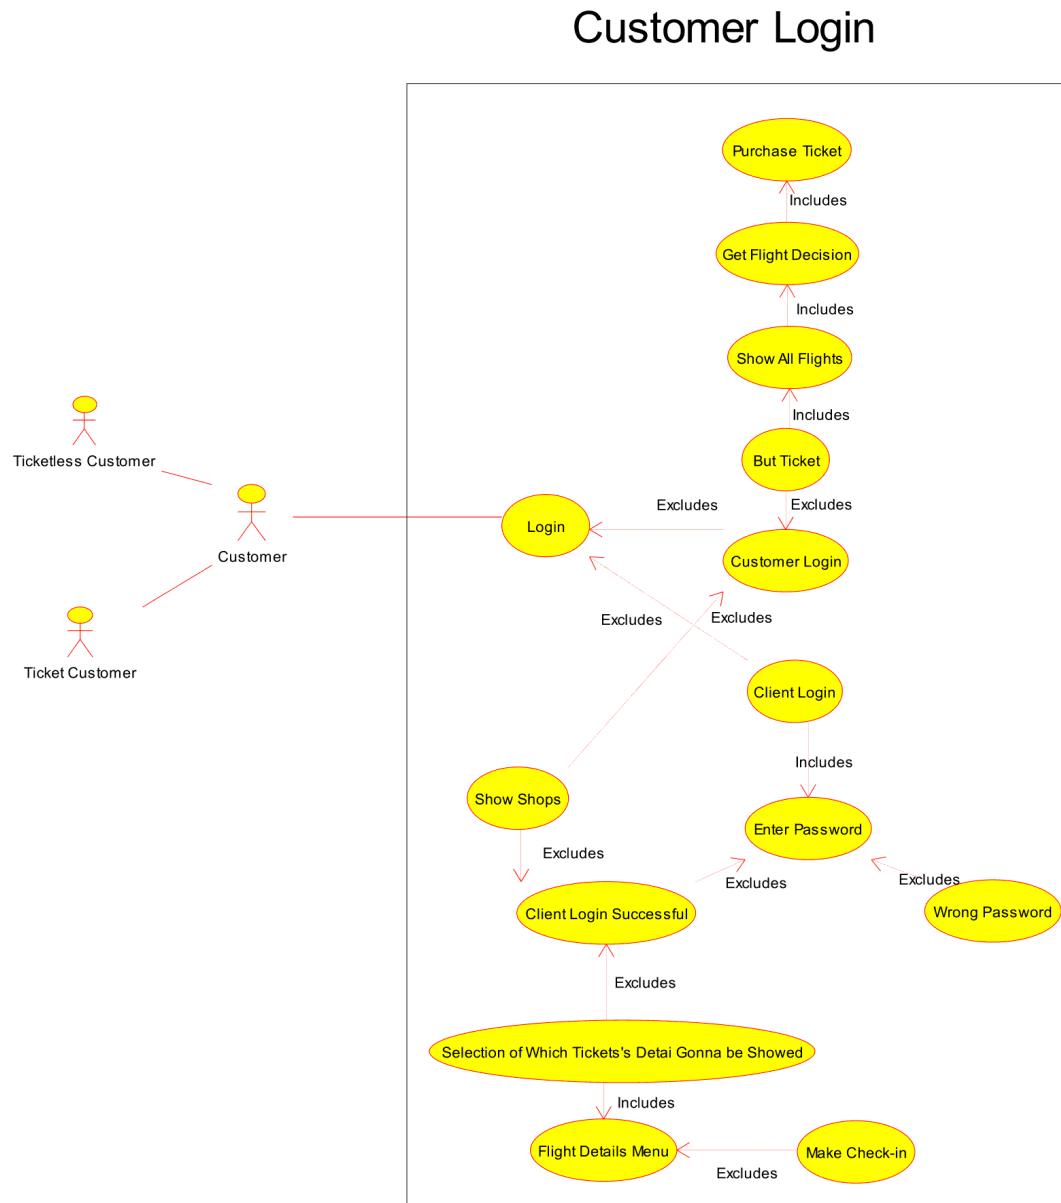 Customer Login
Purchase Ticket
Includes
Get Flight Decision
Includes
Show All Flights
Includes
But Ticket
Excludes
Excludes
Login
Customer Login
Ticketless Customer
Customer
Ticket Customer
Excludes
Excludes
Client Login
Includes
Show Shops
Enter Password
Excludes
Excludes
Excludes
Client Login Successful
Wrong Password
Excludes
Selection of Which Tickets's Detai Gonna be Showed
Includes
Flight Details Menu
Make Check-in
Excludes